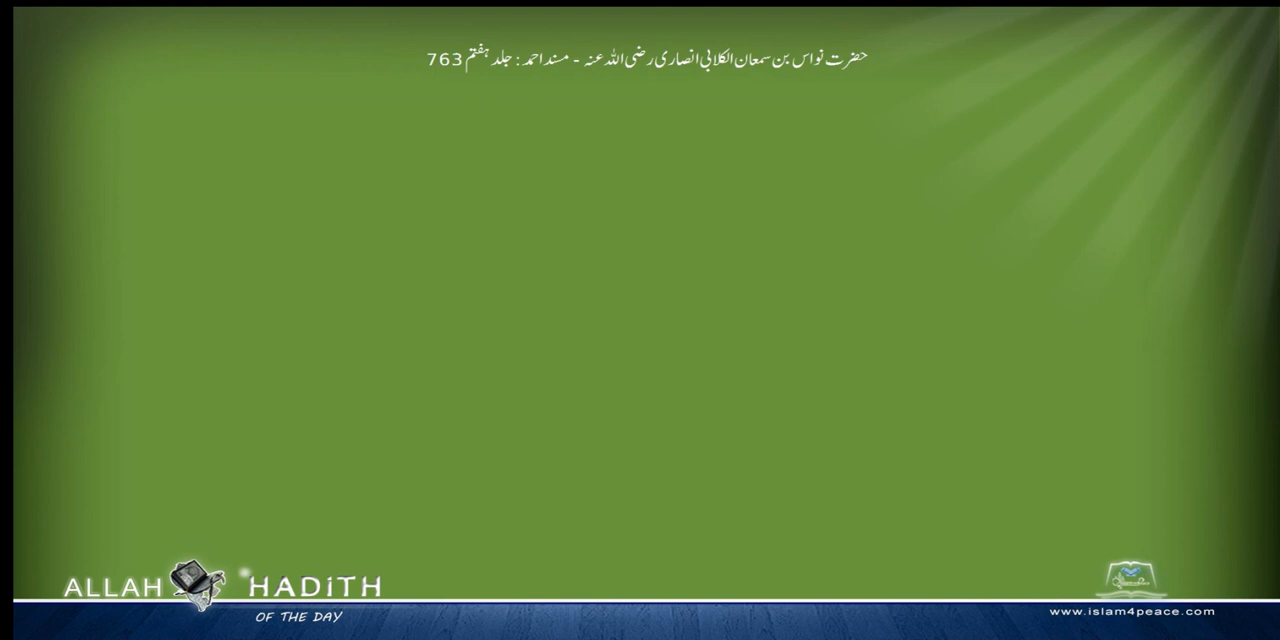 حضرت نواس بن سمعان الکلابی انصاری رضی اللہ عنہ - مسند احمد : جلد ہفتم 763
ALLAH HADITH
OF THE DAY
www.islam4peace.com